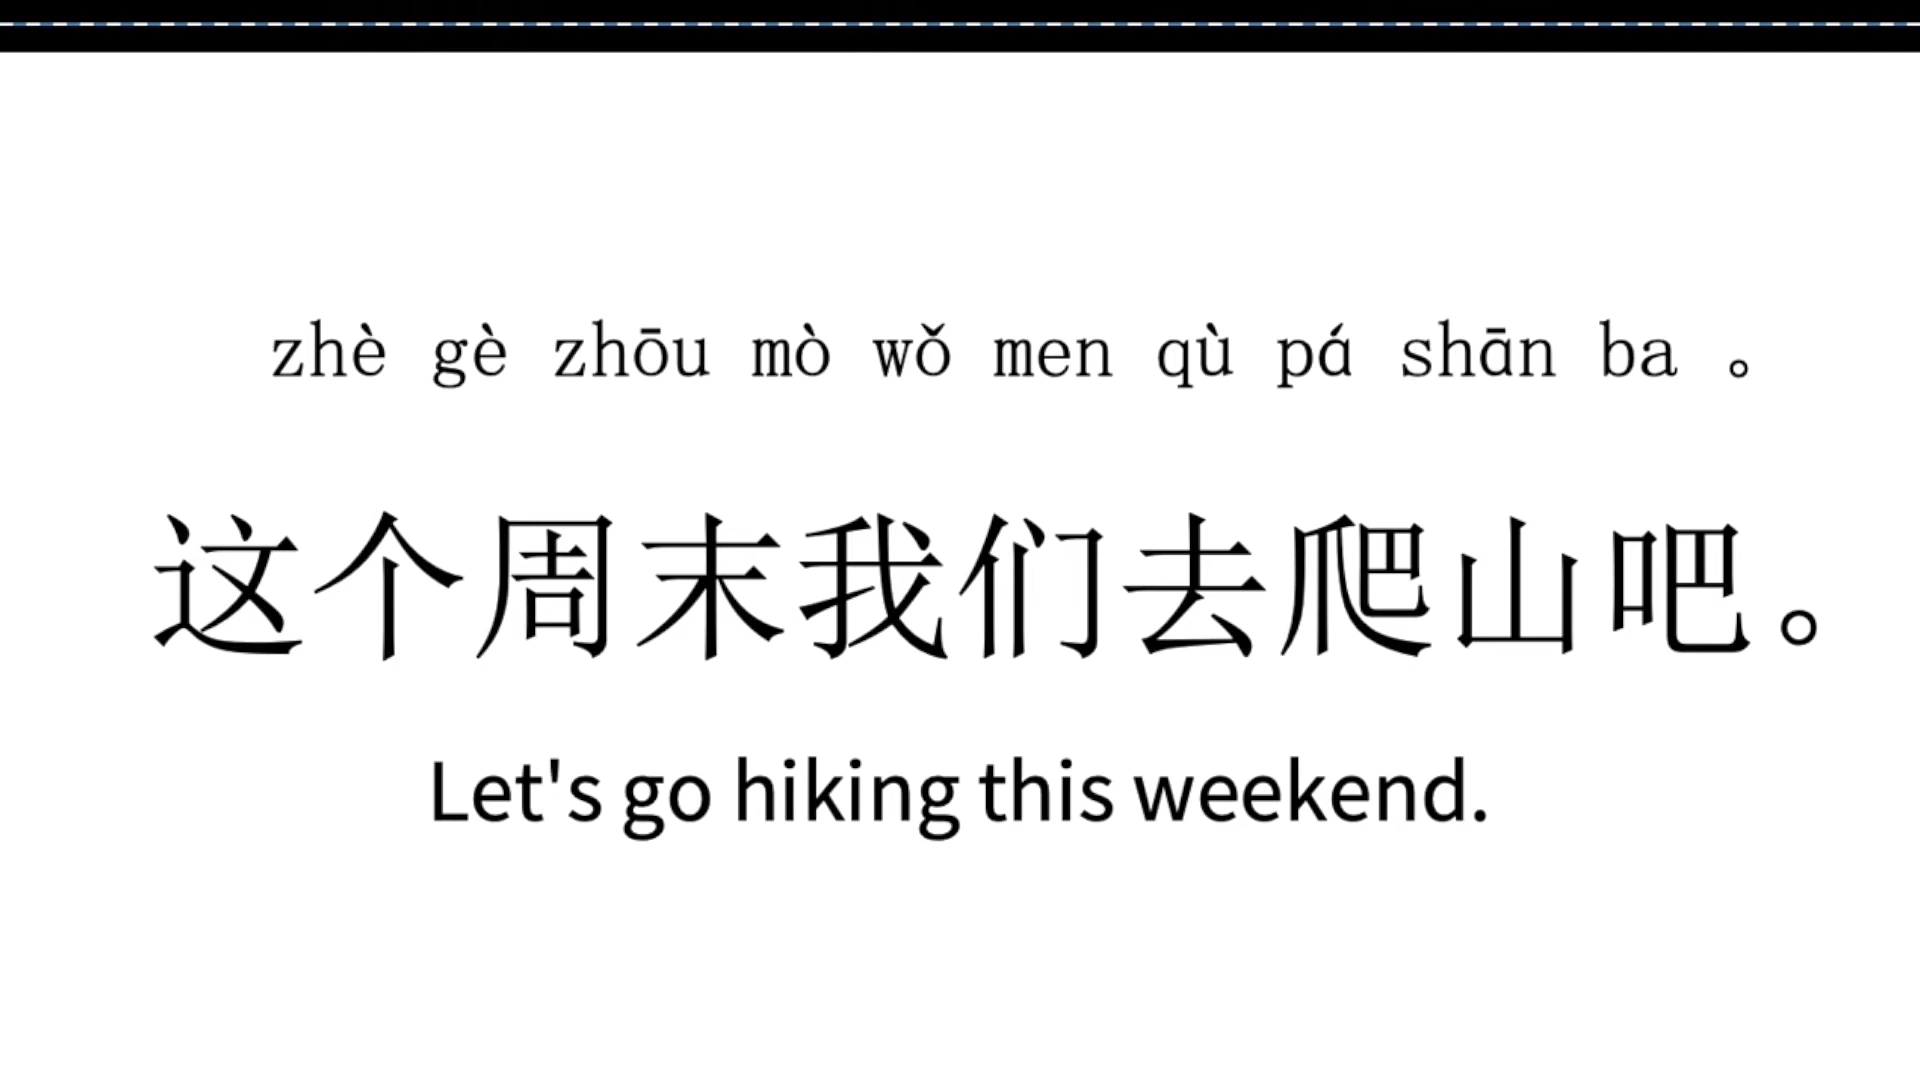 zhè gè zhōu mò wǒ men qù pá shān ba 。
这个周末我们去爬山吧。
Let's go hiking this weekend.